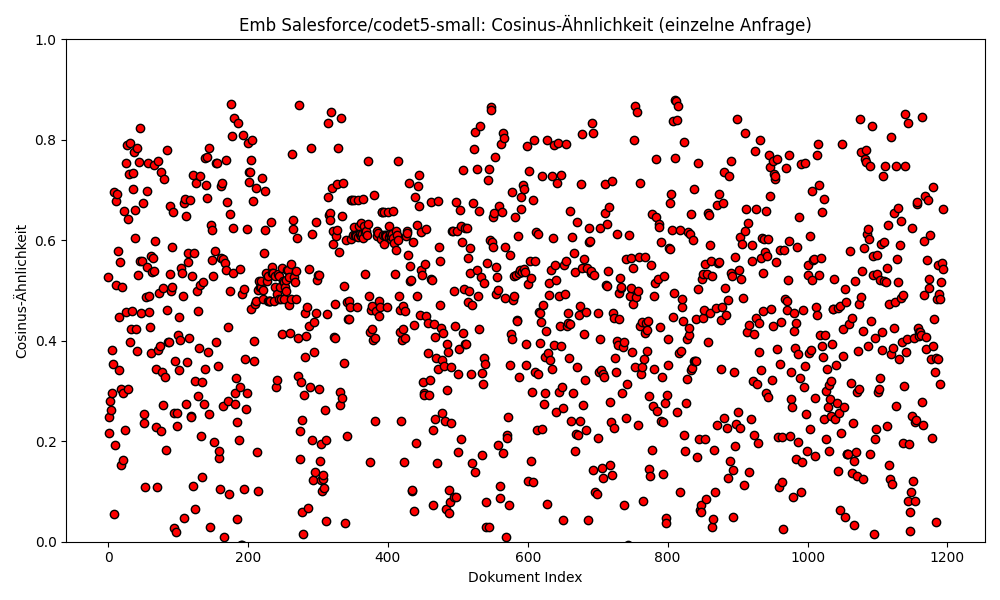 Emb Salesforce/codet5-small: Cosinus-Ähnlichkeit (einzelne Anfrage)
1.0
0.8
0.6
0.4
0.2
0.0
Cosinus-Ähnlichkeit
0 200 400 600 800 1000 1200
Dokument Index